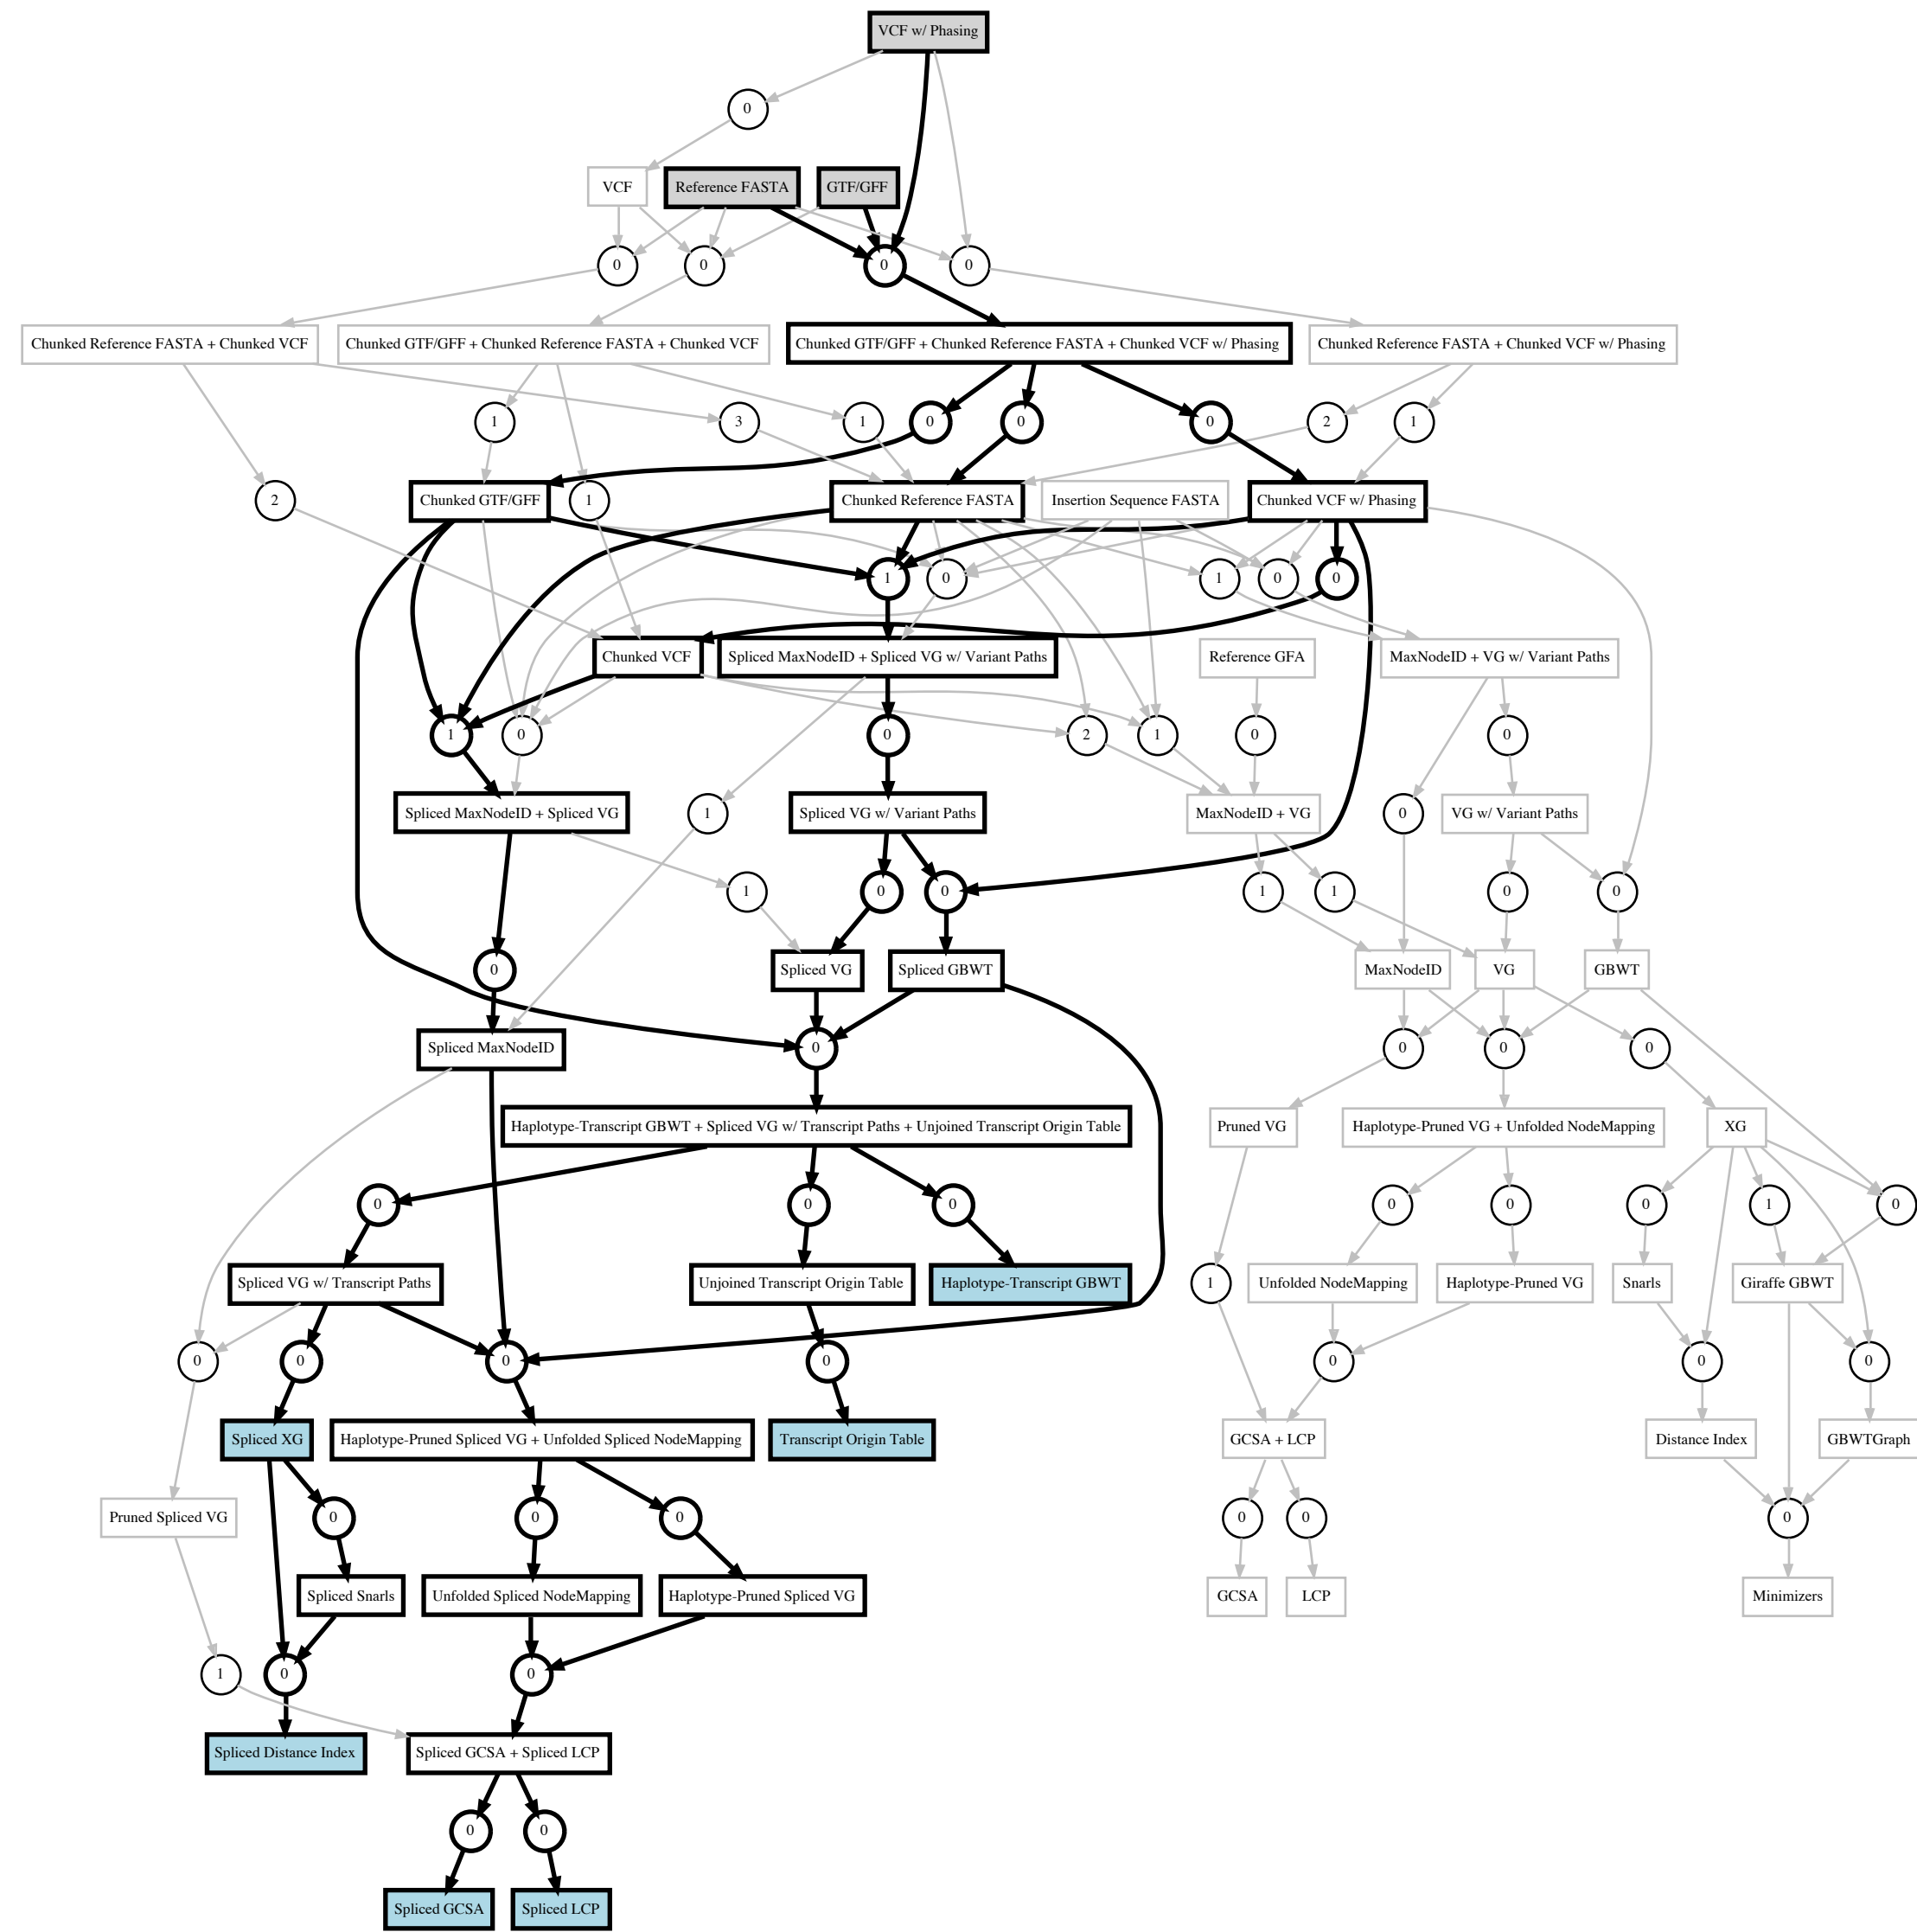 VCF w/ Phasing
0
VCF
Reference FASTA
GTF/GFF
0
0
0
0
Chunked Reference FASTA + Chunked VCF
Chunked GTF/GFF + Chunked Reference FASTA + Chunked VCF
Chunked GTF/GFF + Chunked Reference FASTA + Chunked VCF w/ Phasing
Chunked Reference FASTA + Chunked VCF w/ Phasing
1
3
1
0
0
0
2
1
2
Chunked GTF/GFF
1
Chunked Reference FASTA
Insertion Sequence FASTA
Chunked VCF w/ Phasing
1
0
1
0
0
Chunked VCF
Spliced MaxNodeID + Spliced VG w/ Variant Paths
Reference GFA
MaxNodeID + VG w/ Variant Paths
1
0
0
2
1
0
0
Spliced MaxNodeID + Spliced VG
1
Spliced VG w/ Variant Paths
MaxNodeID + VG
0
VG w/ Variant Paths
1
0
0
1
1
0
0
0
Spliced VG
Spliced GBWT
MaxNodeID
VG
GBWT
Spliced MaxNodeID
0
0
0
0
Haplotype-Transcript GBWT + Spliced VG w/ Transcript Paths + Unjoined Transcript Origin Table
Pruned VG
Haplotype-Pruned VG + Unfolded NodeMapping
XG
0
0
0
0
0
0
1
0
Spliced VG w/ Transcript Paths
Unjoined Transcript Origin Table
Haplotype-Transcript GBWT
1
Unfolded NodeMapping
Haplotype-Pruned VG
Snarls
Giraffe GBWT
0
0
0
0
0
0
0
Spliced XG
Haplotype-Pruned Spliced VG + Unfolded Spliced NodeMapping
Transcript Origin Table
GCSA + LCP
Distance Index
GBWTGraph
Pruned Spliced VG
0
0
0
0
0
0
Spliced Snarls
Unfolded Spliced NodeMapping
Haplotype-Pruned Spliced VG
GCSA
LCP
Minimizers
1
0
0
Spliced Distance Index
Spliced GCSA + Spliced LCP
0
0
Spliced GCSA
Spliced LCP